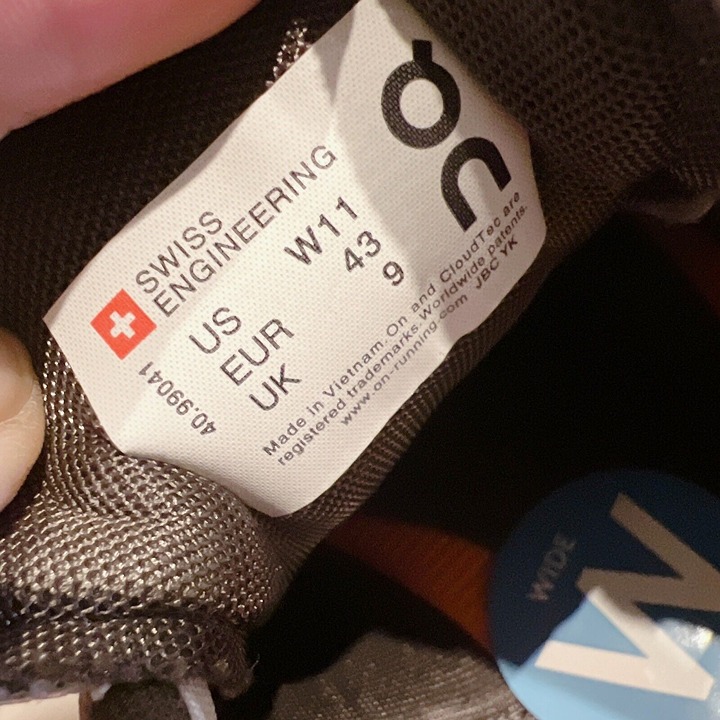 On
SWISS
ENGINEERING
US W11
EUR 43
UK 9
40.99041
Made in Vietnam.On and CloudTec are
registered trademarks.Worldwide patents.
www.on-running.com JBC YK
WIDE
W